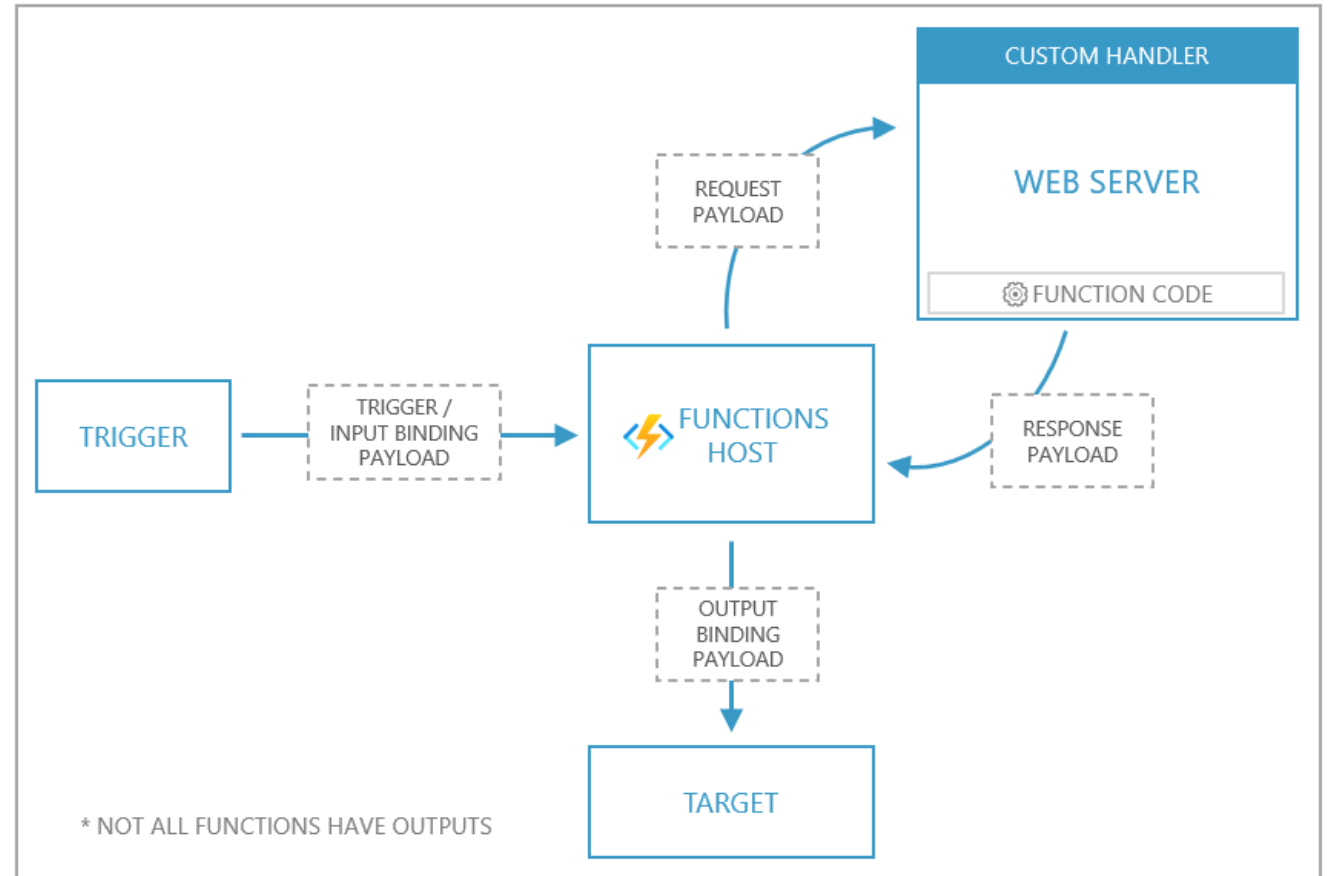 CUSTOM HANDLER
WEB SERVER
FUNCTION CODE
REQUEST
PAYLOAD
TRIGGER
TRIGGER /
INPUT BINDING
PAYLOAD
FUNCTIONS
HOST
RESPONSE
PAYLOAD
OUTPUT
BINDING
PAYLOAD
TARGET
* NOT ALL FUNCTIONS HAVE OUTPUTS